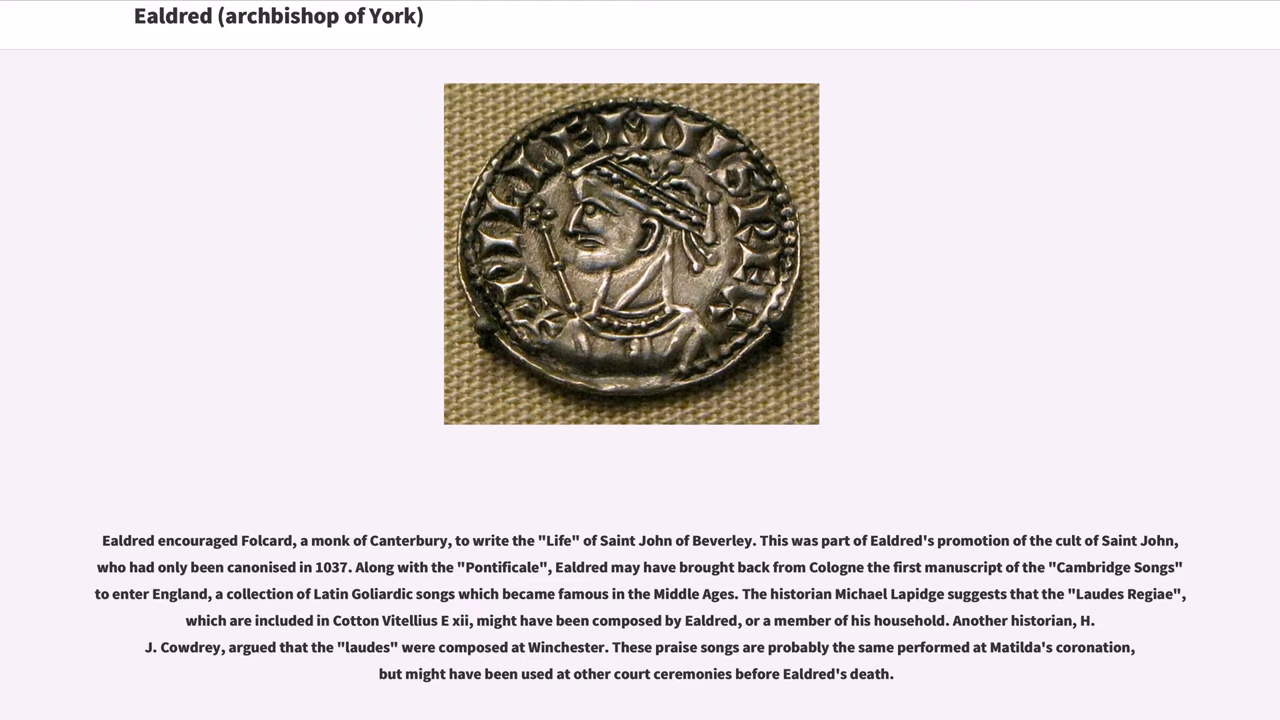 Ealdred (archbishop of York)
PILLEMUS REX
Ealdred encouraged Folcard, a monk of Canterbury, to write the "Life" of Saint John of Beverley. This was part of Ealdred's promotion of the cult of Saint John,
who had only been canonised in 1037. Along with the "Pontificale", Ealdred may have brought back from Cologne the first manuscript of the "Cambridge Songs"
to enter England, a collection of Latin Goliardic songs which became famous in the Middle Ages. The historian Michael Lapidge suggests that the "Laudes Regiae",
which are included in Cotton Vitellius E xii, might have been composed by Ealdred, or a member of his household. Another historian, H.
J. Cowdrey, argued that the "laudes" were composed at Winchester. These praise songs are probably the same performed at Matilda's coronation,
but might have been used at other court ceremonies before Ealdred's death.